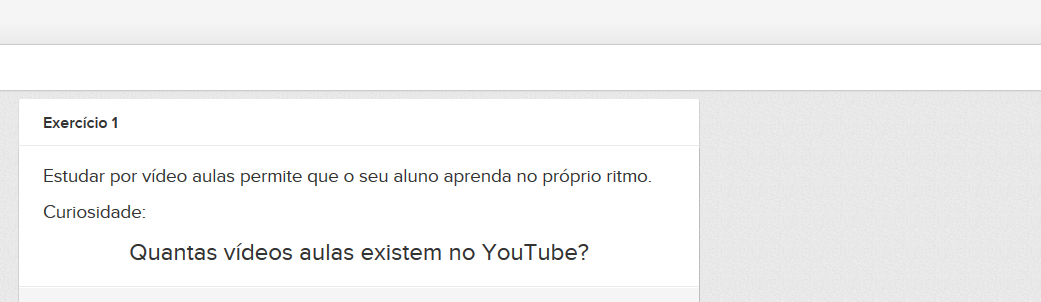 Exercício 1
Estudar por vídeo aulas permite que o seu aluno aprenda no próprio ritmo.
Curiosidade:
Quantas vídeos aulas existem no YouTube?